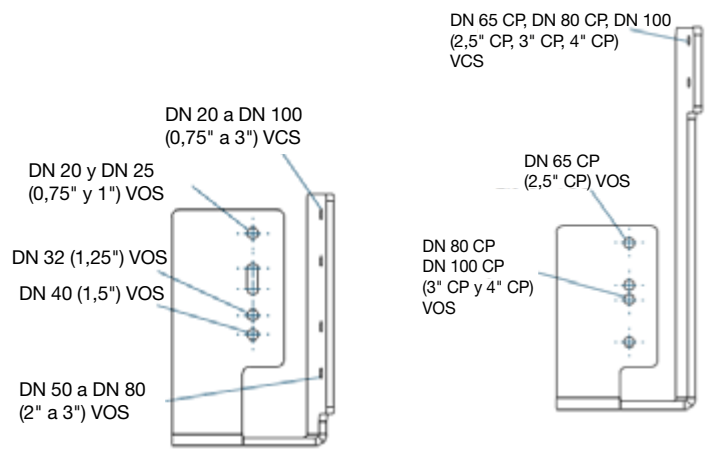 DN 65 CP, DN 80 CP, DN 100
(2,5" CP, 3" CP, 4" CP)
VCS
DN 20 a DN 100
(0,75" a 3") VCS
DN 20 y DN 25
(0,75" y 1") VOS
DN 32 (1,25") VOS
DN 40 (1,5") VOS
DN 50 a DN 80
(2" a 3") VOS
DN 65 CP
(2,5" CP) VOS
DN 80 CP
DN 100 CP
(3" CP y 4" CP)
VOS